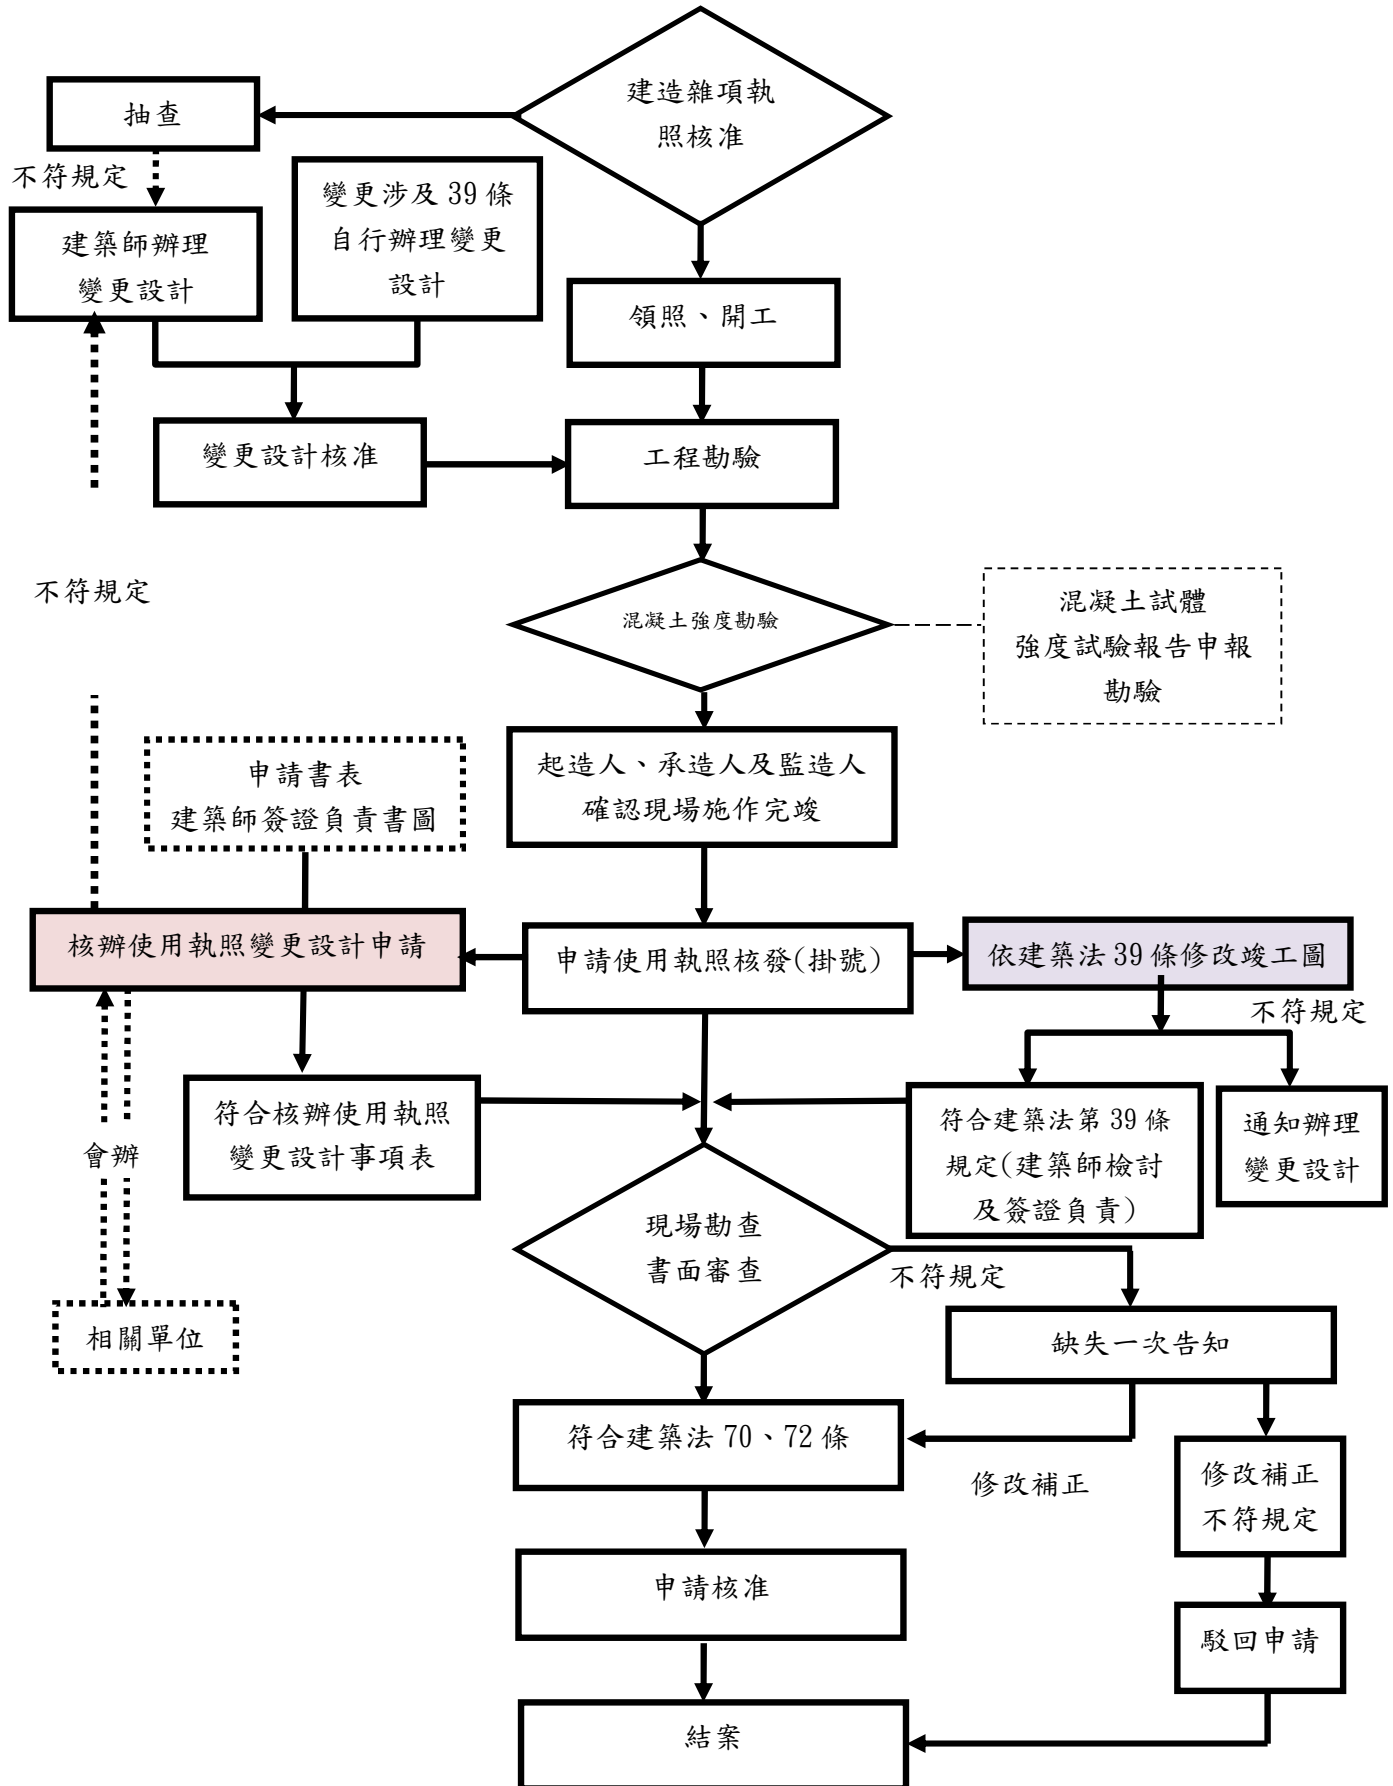 建造雜項執
照核准
抽查
不符規定
變更涉及 39 條
自行辦理變更
設計
建築師辦理
變更設計
領照、開工
變更設計核准
工程勘驗
不符規定
混凝土強度勘驗
混凝土試體
強度試驗報告申報
勘驗
起造人、承造人及監造人
確認現場施作完竣
申請書表
建築師簽證負責書圖
核辦使用執照變更設計申請
申請使用執照核發(掛號)
依建築法 39 條修改竣工圖
不符規定
符合核辦使用執照
變更設計事項表
符合建築法第 39 條
規定(建築師檢討
及簽證負責)
通知辦理
變更設計
會辦
現場勘查
書面審查
不符規定
相關單位
缺失一次告知
符合建築法 70、72 條
修改補正
修改補正
不符規定
申請核准
駁回申請
結案